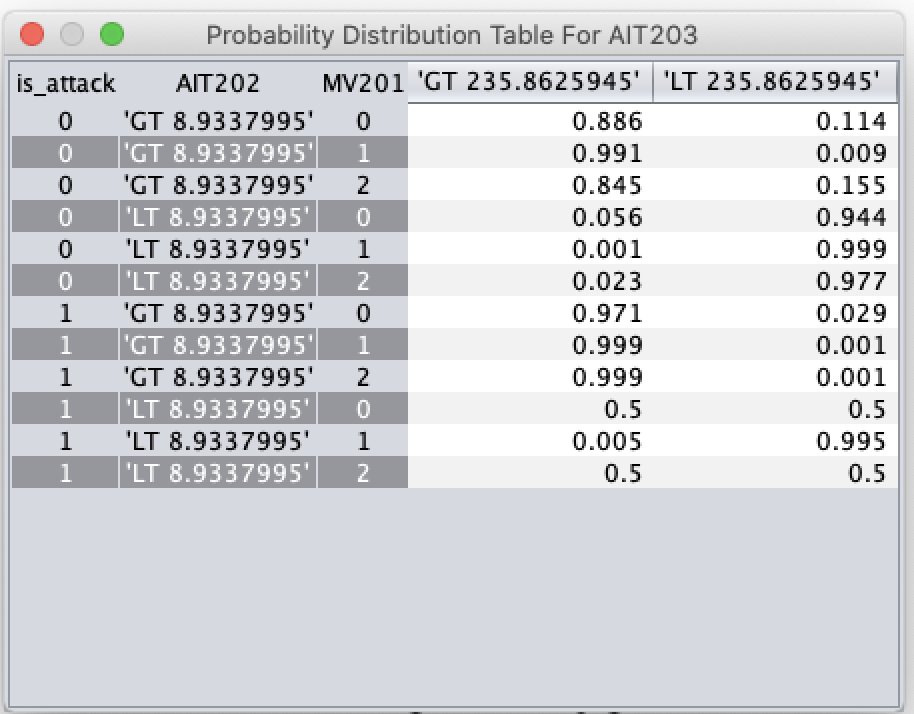 Probability Distribution Table For AIT203
is_attack AIT202 MV201 'GT 235.8625945' 'LT 235.8625945'
0 'GT 8.9337995' 0 0.886 0.114
0 'GT 8.9337995' 1 0.991 0.009
0 'GT 8.9337995' 2 0.845 0.155
0 'LT 8.9337995' 0 0.056 0.944
0 'LT 8.9337995' 1 0.001 0.999
0 'LT 8.9337995' 2 0.023 0.977
1 'GT 8.9337995' 0 0.971 0.029
1 'GT 8.9337995' 1 0.999 0.001
1 'GT 8.9337995' 2 0.999 0.001
1 'LT 8.9337995' 0 0.5 0.5
1 'LT 8.9337995' 1 0.005 0.995
1 'LT 8.9337995' 2 0.5 0.5